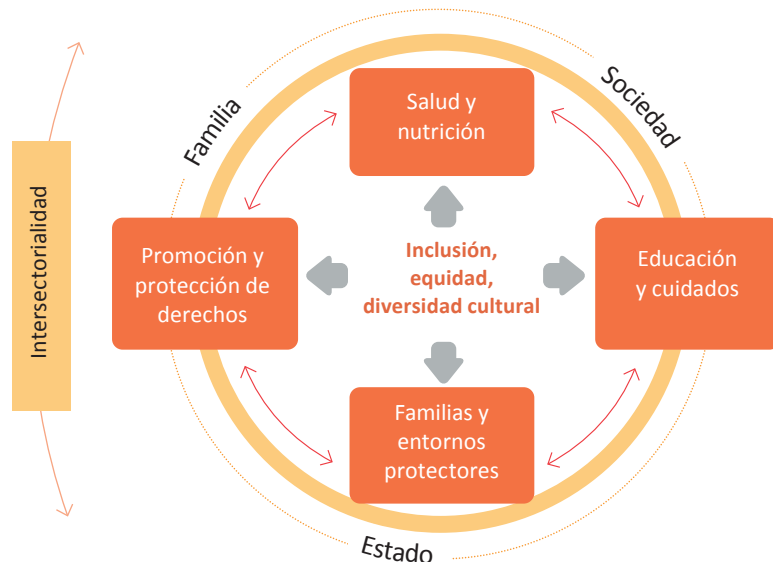 Familia
Sociedad
Salud y
nutrición
Intersectorialidad
Promoción y
protección de
derechos
Inclusión,
equidad,
diversidad cultural
Educación
y cuidados
Familias y
entornos
protectores
Estado